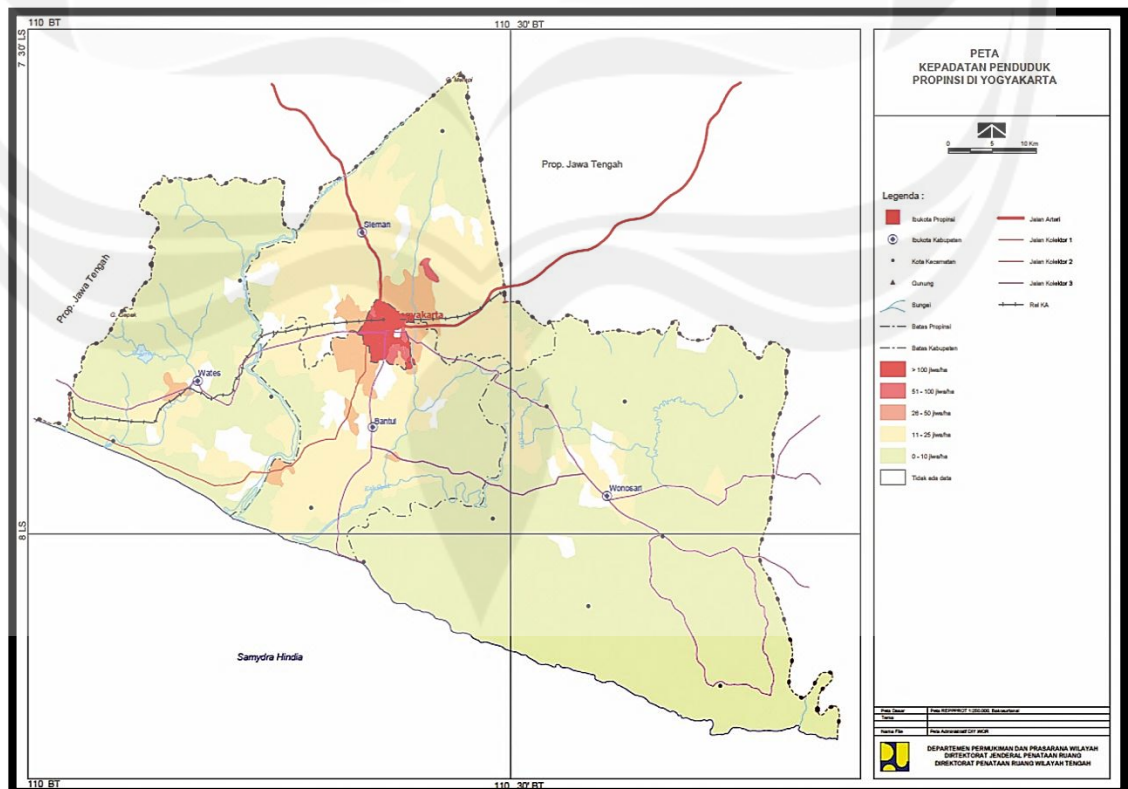 110 BT
110 30' BT
7 30' LS
8 LS
G. Merapi
Prop. Jawa Tengah
Sleman
Prop. Jawa Tengah
Yogyakarta
Wates
Bantul
Wonosari
Samydra Hindia
110 BT
110 30' BT
PETA
KEPADATAN PENDUDUK
PROPINSI DI YOGYAKARTA
0 5 10 Km
Legenda :
Ibukota Propinsi
Ibukota Kabupaten
Kota Kecamatan
Gunung
Sungai
Batas Propinsi
Batas Kabupaten
> 100 jiwa/ha
51 - 100 jiwa/ha
26 - 50 jiwa/ha
11 - 25 jiwa/ha
0 - 10 jiwa/ha
Tidak ada data
Jalan Arteri
Jalan Kolektor 1
Jalan Kolektor 2
Jalan Kolektor 3
Rel KA
Peta Dasar
Tema
Nama File
DEPARTEMEN PERMUKIMAN DAN PRASARANA WILAYAH
DIRTEKTORAT JENDERAL PENATAAN RUANG
DIREKTORAT PENATAAN RUANG WILAYAH TENGAH